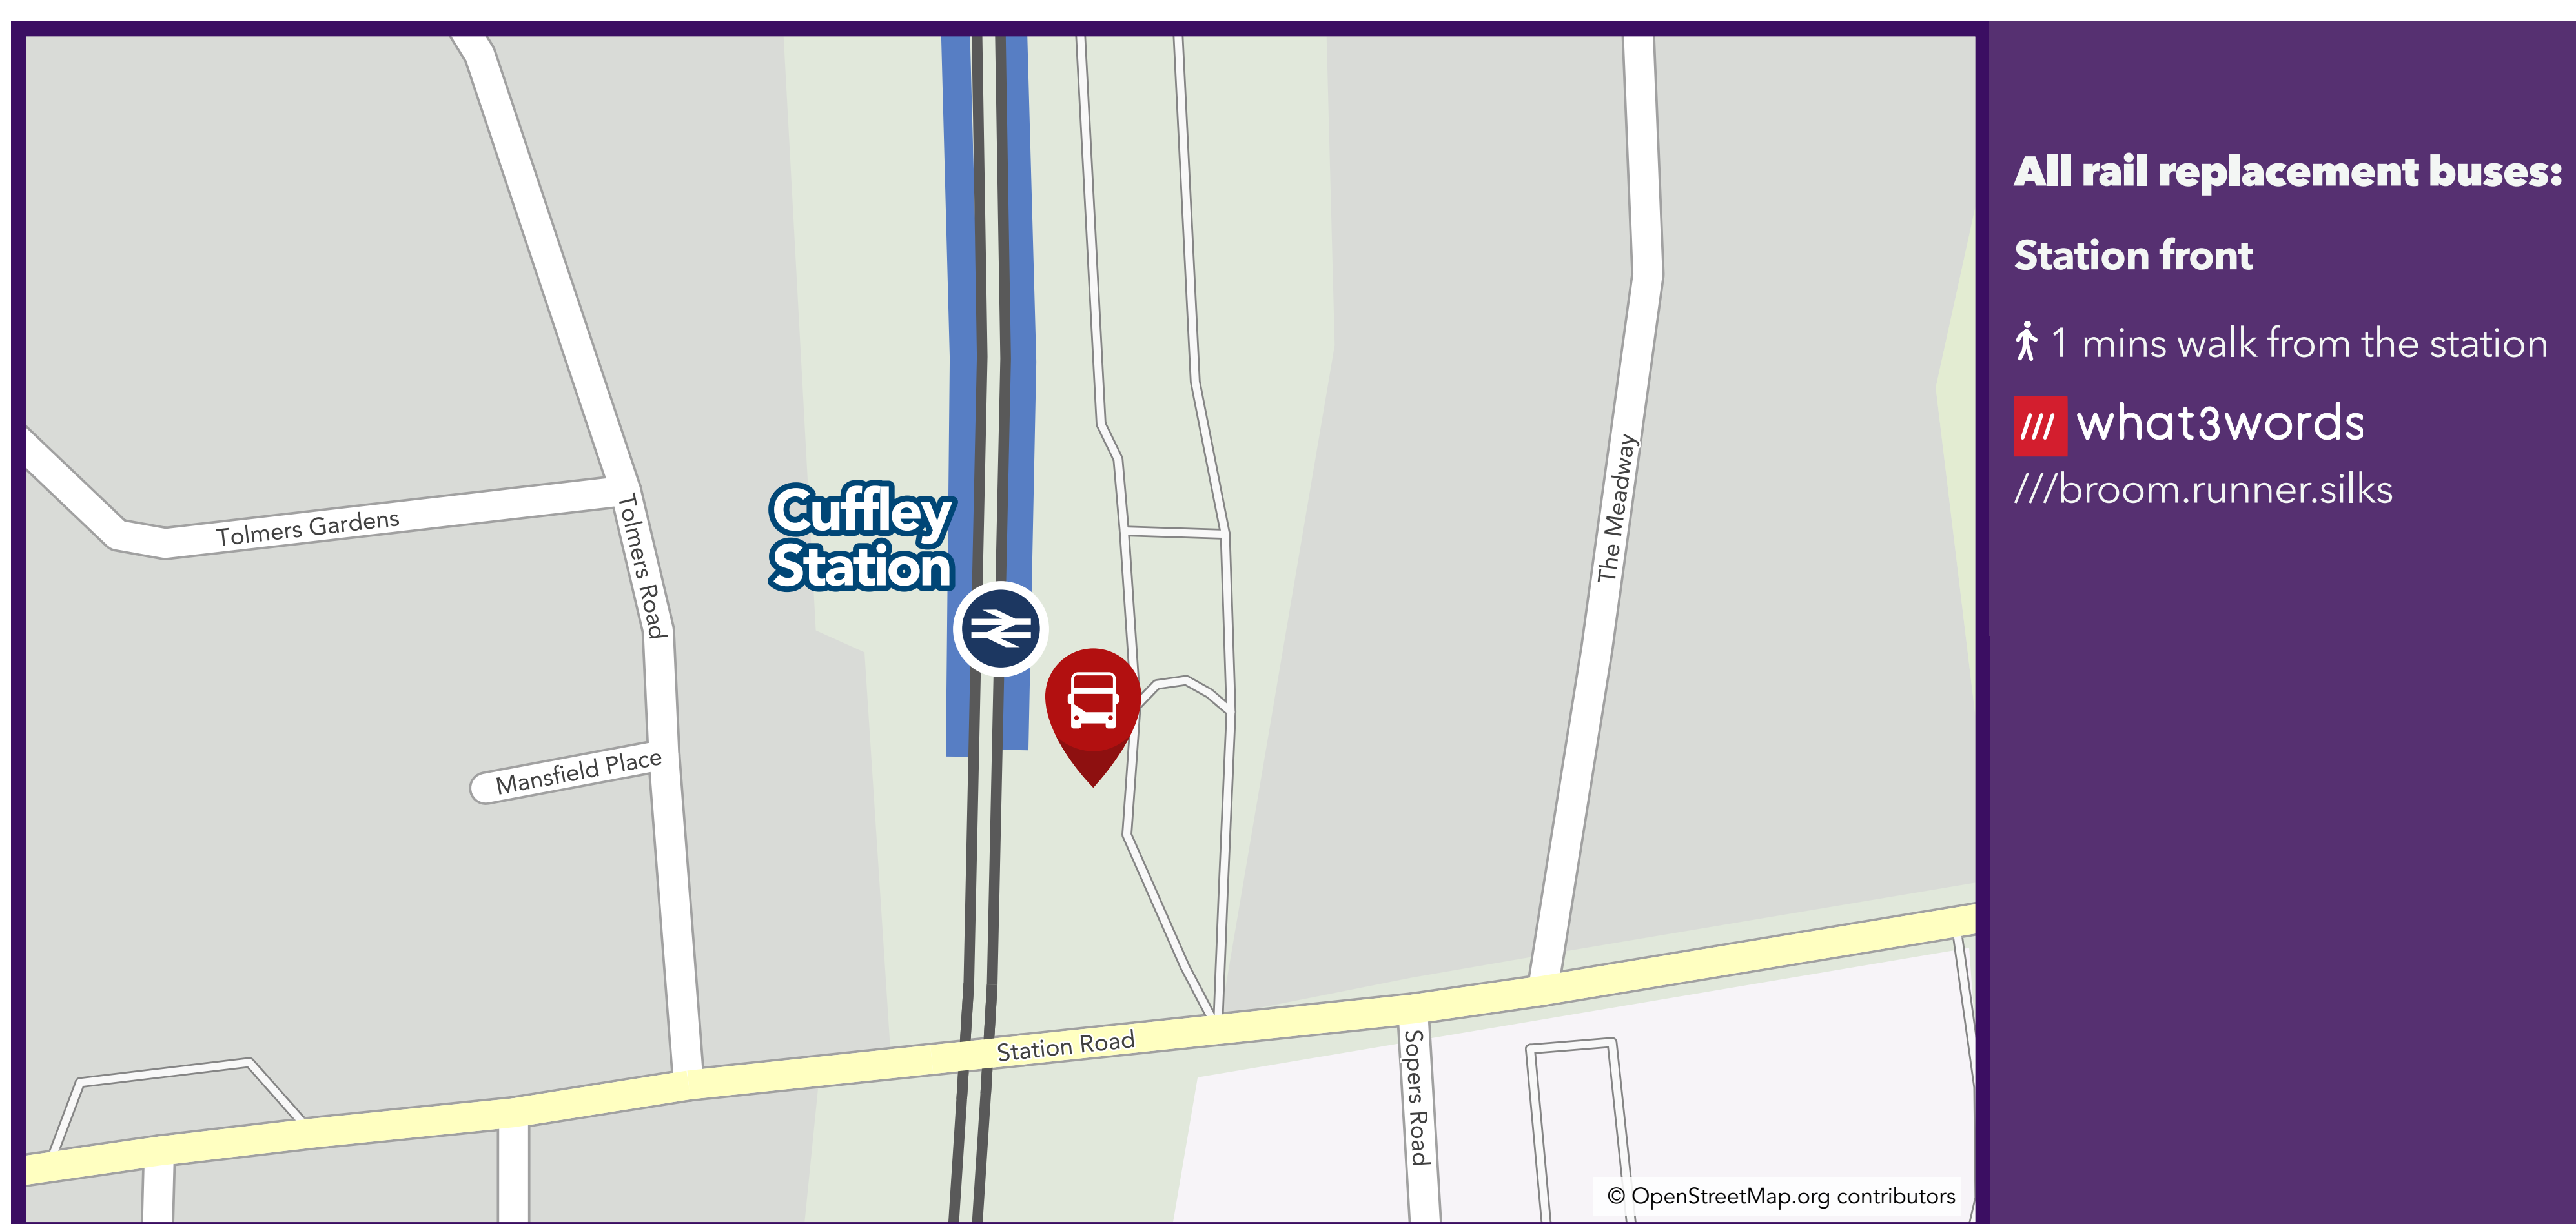 All rail replacement buses:
Station front
1 mins walk from the station
what3words
///broom.runner.silks
Cuffley
Station
Tolmers Gardens
Tolmers Road
The Meadway
Mansfield Place
Station Road
Sopers Road
© OpenStreetMap.org contributors